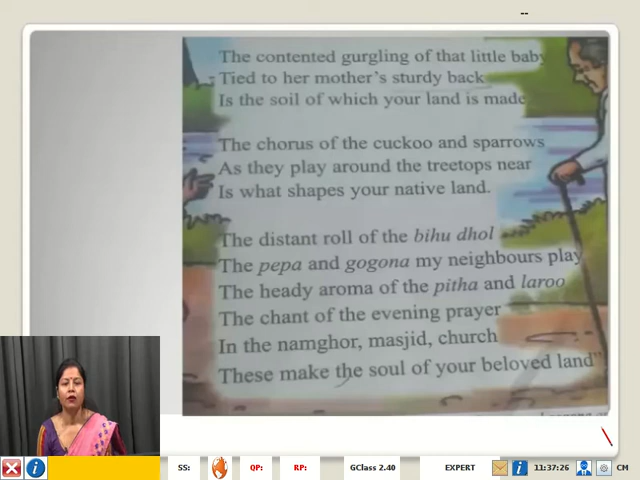 --
The contented gurgling of that little baby
Tied to her mother's sturdy back
Is the soil of which your land is made
The chorus of the cuckoo and sparrows
As they play around the treetops near
Is what shapes your native land.
The distant roll of the bihu dhol
The pepa and gogona my neighbours play
The heady aroma of the pitha and laroo
The chant of the evening prayer
In the namghor, masjid, church
These make the soul of your beloved land"
SS: QP: RP: GClass 2.40 EXPERT 11:37:26 CM